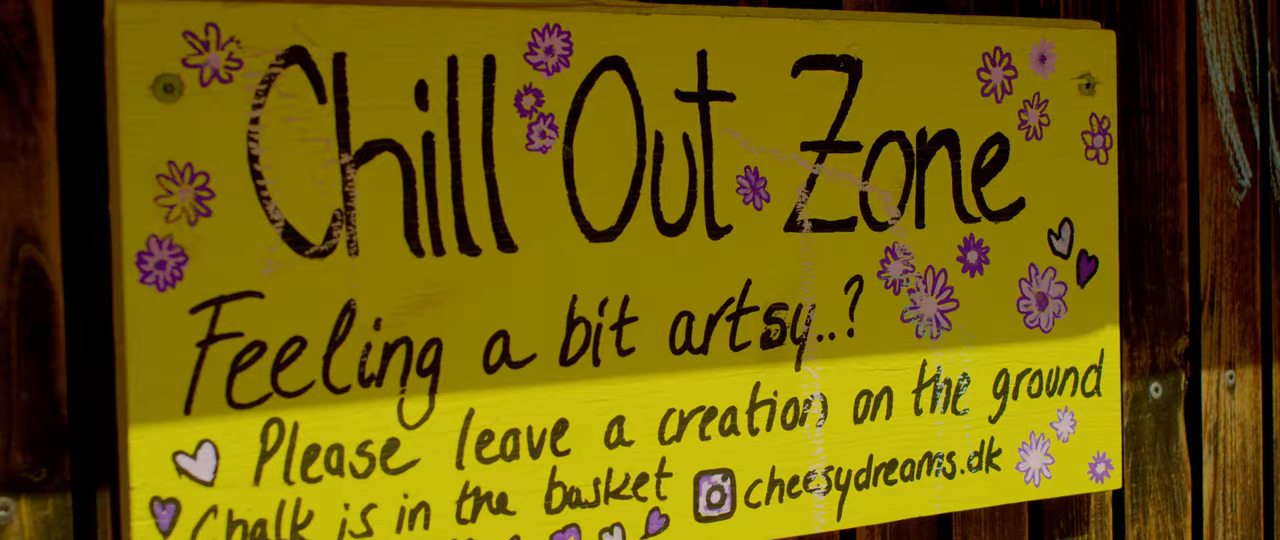 Chill Out Zone
Feeling a bit artsy..?
Please leave a creation on the ground
Chalk is in the basket
cheesydreams.dk